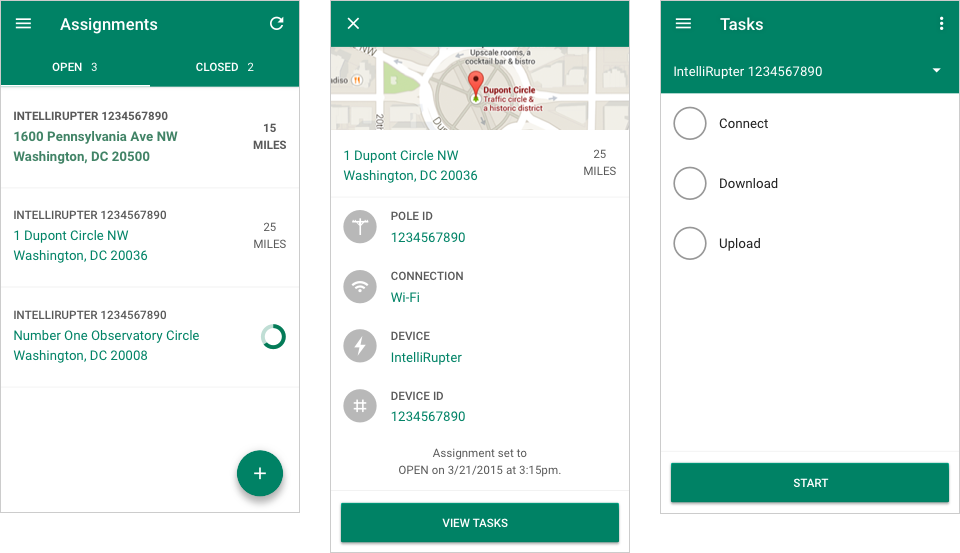 Assignments
OPEN 3
CLOSED 2
INTELLIRUPTER 1234567890
1600 Pennsylvania Ave NW
Washington, DC 20500
15
MILES
INTELLIRUPTER 1234567890
1 Dupont Circle NW
Washington, DC 20036
25
MILES
INTELLIRUPTER 1234567890
Number One Observatory Circle
Washington, DC 20008
Upscale rooms, a
cocktail bar & bistro
adiso
Dupont Circle
Traffic circle &
a historic district
20th
1 Dupont Circle NW
Washington, DC 20036
25
MILES
POLE ID
1234567890
CONNECTION
Wi-Fi
DEVICE
IntelliRupter
DEVICE ID
1234567890
Assignment set to
OPEN on 3/21/2015 at 3:15pm.
VIEW TASKS
Tasks
IntelliRupter 1234567890
Connect
Download
Upload
START